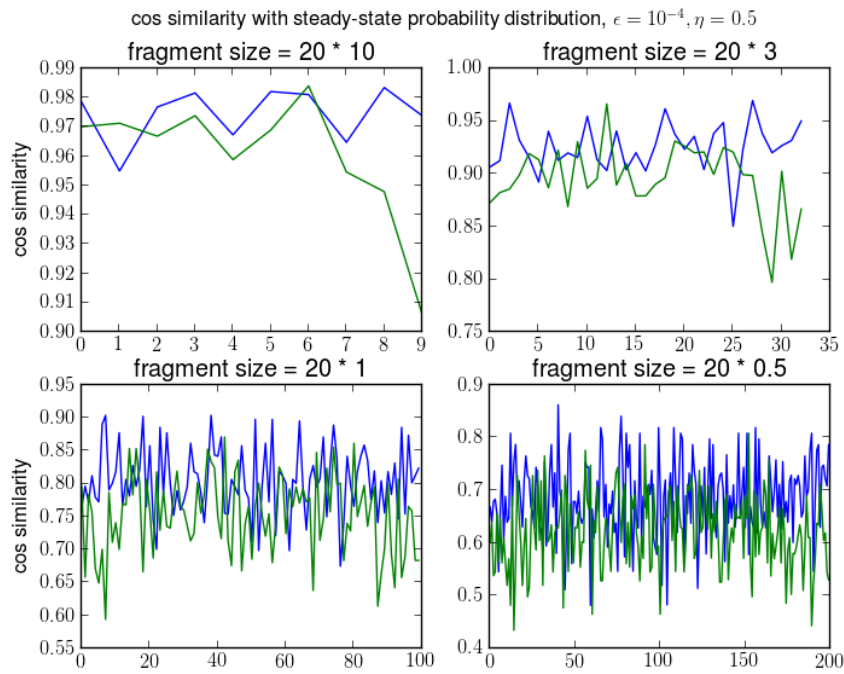 cos similarity with steady-state probability distribution, ϵ = 10⁻⁴, η = 0.5
fragment size = 20 * 10
0.99
0.98
0.97
0.96
0.95
0.94
0.93
0.92
0.91
0.90
cos similarity
0 1 2 3 4 5 6 7 8 9
fragment size = 20 * 3
1.00
0.95
0.90
0.85
0.80
0.75
0 5 10 15 20 25 30 35
fragment size = 20 * 1
0.95
0.90
0.85
0.80
0.75
0.70
0.65
0.60
0.55
cos similarity
0 20 40 60 80 100
fragment size = 20 * 0.5
0.9
0.8
0.7
0.6
0.5
0.4
0 50 100 150 200